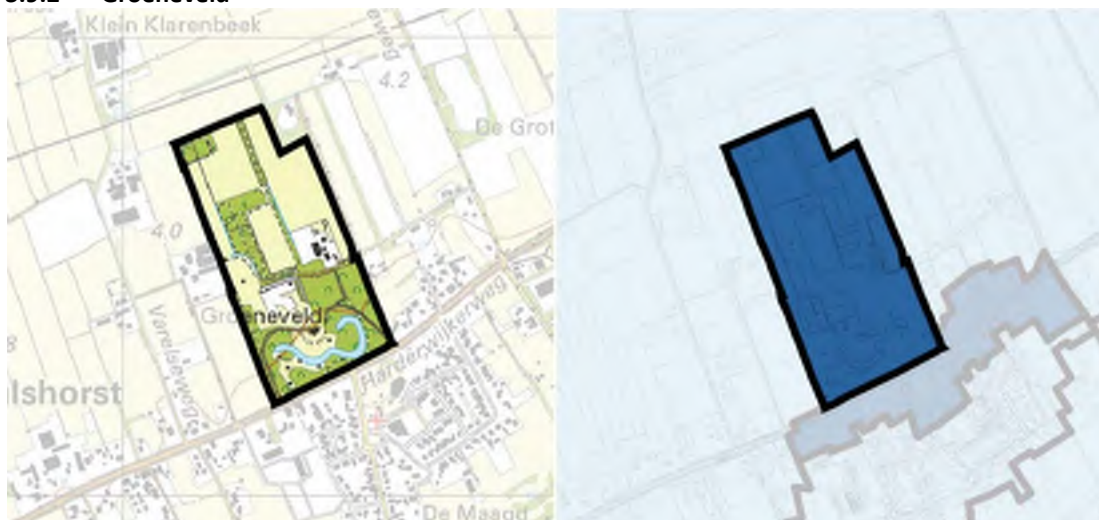 Groeneveld
Klein Klarenbeek
4.2
De Grot
4.0
Groeneveld
Varelseweg
Harderwijkerweg
lshorst
De Maagd